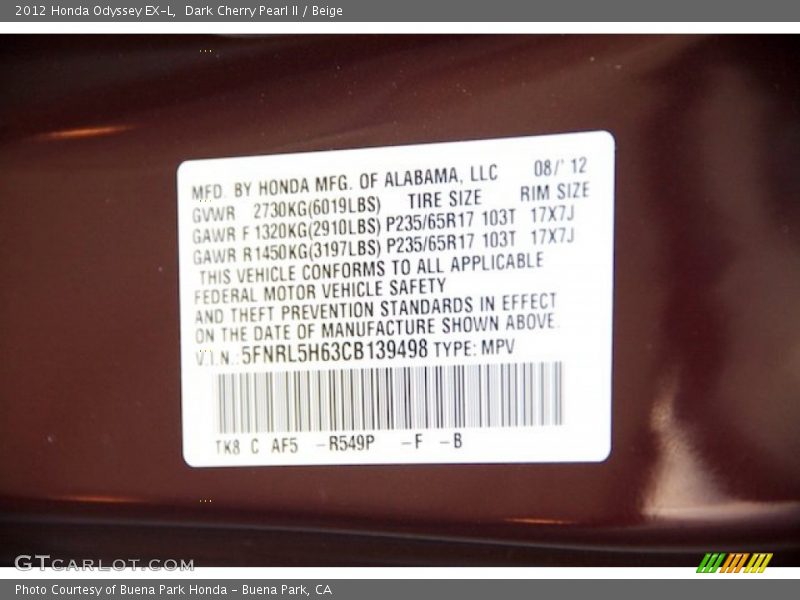 2012 Honda Odyssey EX-L, Dark Cherry Pearl II / Beige
MFD. BY HONDA MFG. OF ALABAMA, LLC 08/' 12
GVWR 2730KG(6019LBS) TIRE SIZE RIM SIZE
GAWR F 1320KG(2910LBS) P235/65R17 103T 17X7J
GAWR R1450KG(3197LBS) P235/65R17 103T 17X7J
THIS VEHICLE CONFORMS TO ALL APPLICABLE
FEDERAL MOTOR VEHICLE SAFETY
AND THEFT PREVENTION STANDARDS IN EFFECT
ON THE DATE OF MANUFACTURE SHOWN ABOVE.
V.I.N.: 5FNRL5H63CB139498 TYPE: MPV
TK8 C AF5 -R549P -F -B
GTCARLOT.COM
Photo Courtesy of Buena Park Honda - Buena Park, CA